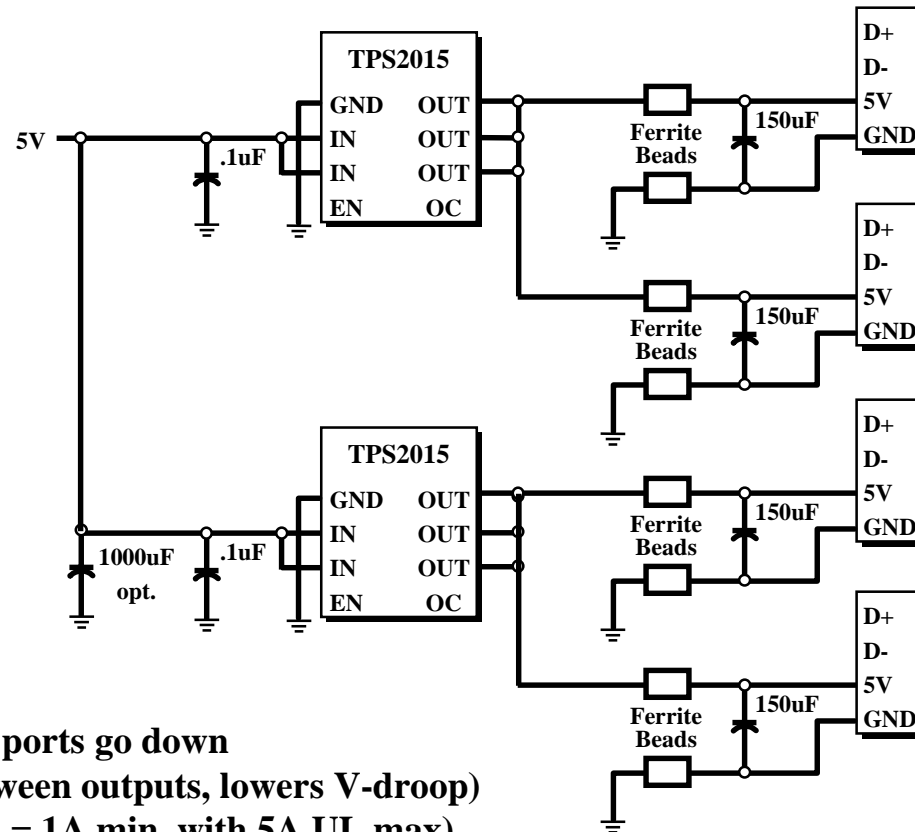 TPS2015
GND OUT
IN OUT
IN OUT
EN OC
5V
.1uF
Ferrite
Beads
150uF
D+
D-
5V
GND
Ferrite
Beads
150uF
D+
D-
5V
GND
TPS2015
GND OUT
IN OUT
IN OUT
EN OC
1000uF
opt.
.1uF
Ferrite
Beads
150uF
D+
D-
5V
GND
Ferrite
Beads
150uF
D+
D-
5V
GND
ports go down
ween outputs, lowers V-droop)
= 1A min. with 5A UL max)